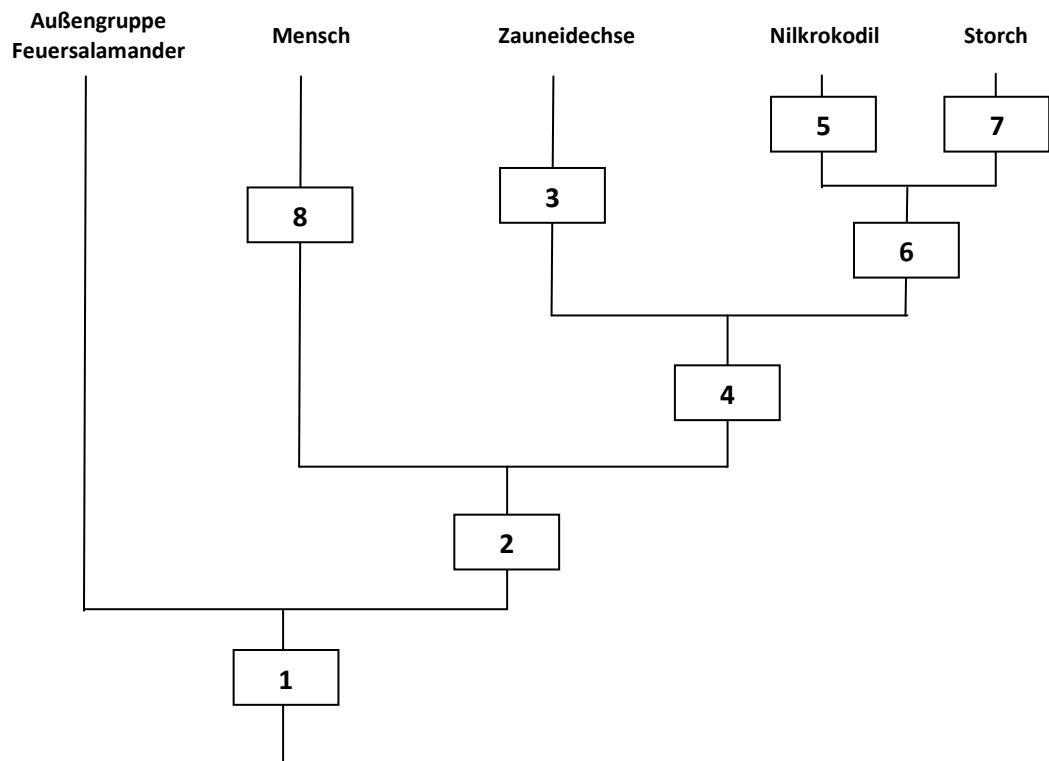 Außengruppe
Feuersalamander
Mensch
Zauneidechse
Nilkrokodil
Storch
5
7
3
8
6
4
2
1